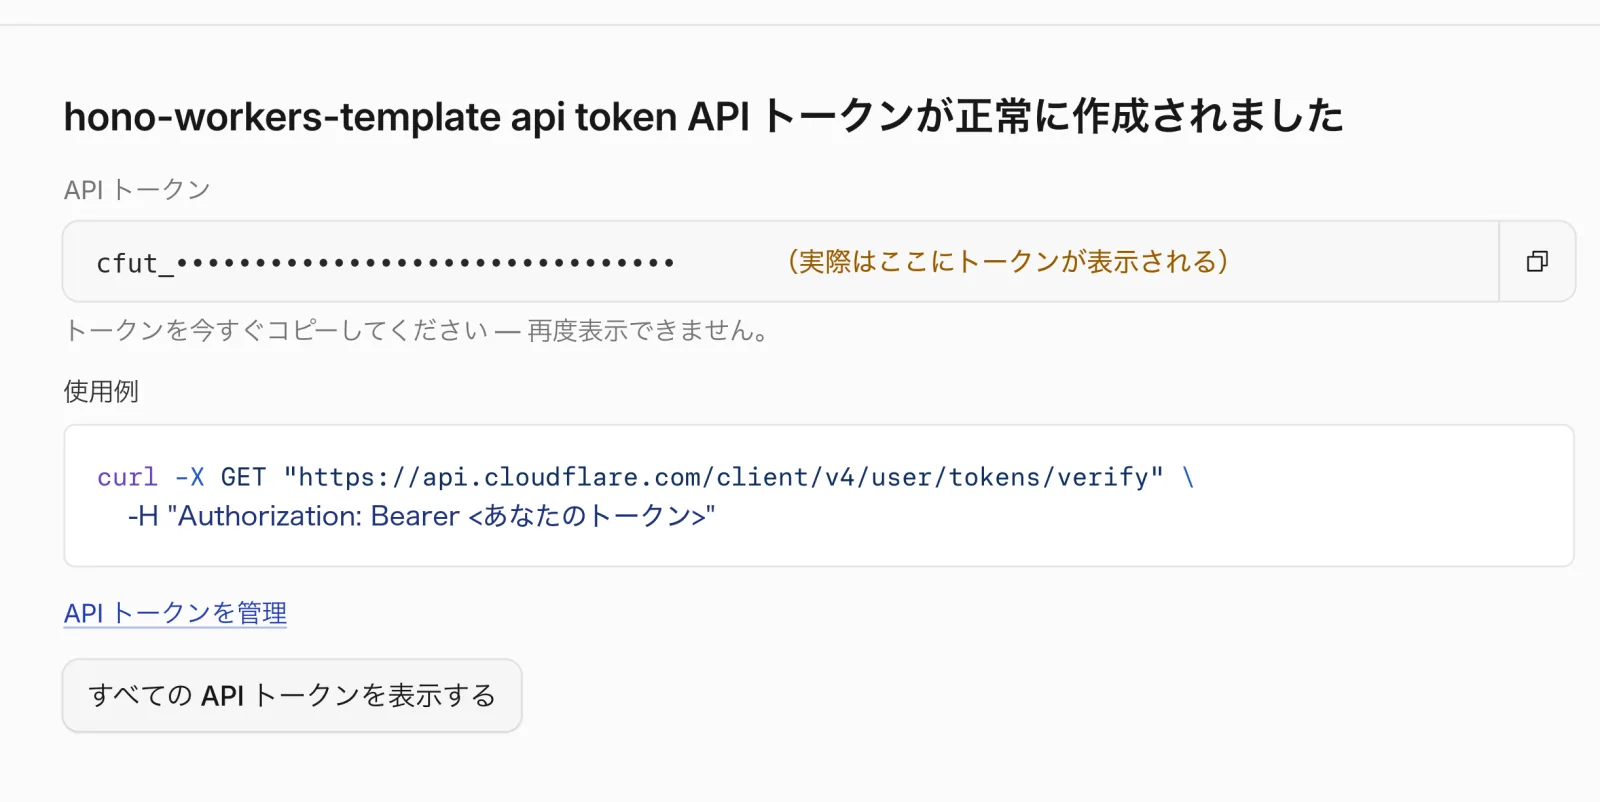 hono-workers-template api token API トークンが正常に作成されました
API トークン
cfut_•••••••••••••••••••••••••••••••• （実際はここにトークンが表示される）
トークンを今すぐコピーしてください — 再度表示できません。
使用例
curl -X GET "https://api.cloudflare.com/client/v4/user/tokens/verify" \
-H "Authorization: Bearer <あなたのトークン>"
API トークンを管理
すべての API トークンを表示する